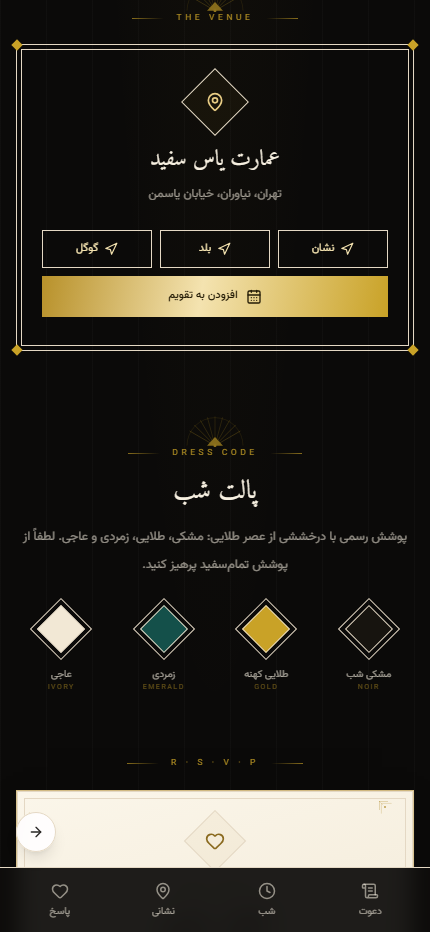 THE VENUE
عمارت یاس سفید
تهران، نیاوران، خیابان یاسمن
نشان
بلد
گوگل
افزودن به تقویم
DRESS CODE
پالت شب
پوشش رسمی با درخششی از عصر طلایی: مشکی، طلایی، زمردی و عاجی. لطفاً از
پوشش تمام‌سفید پرهیز کنید.
مشکی شب
NOIR
طلایی کهنه
GOLD
زمردی
EMERALD
عاجی
IVORY
R · S · V · P
دعوت
شب
نشانی
پاسخ